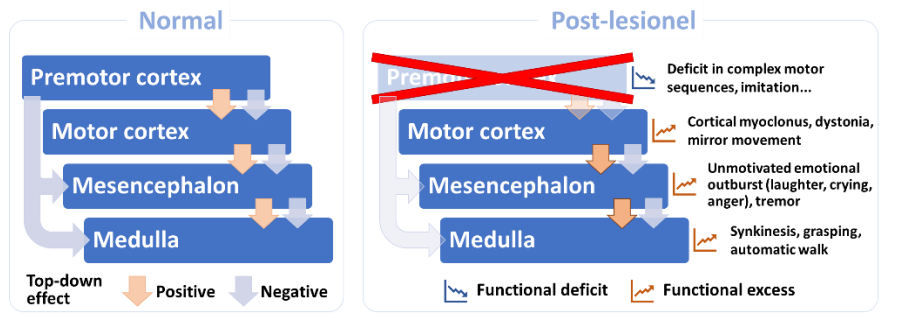 Normal
Premotor cortex
Motor cortex
Mesencephalon
Medulla
Top-down
effect
Positive
Negative
Post-lesionel
Premotor cortex
Deficit in complex motor
sequences, imitation...
Motor cortex
Cortical myoclonus, dystonia,
mirror movement
Mesencephalon
Unmotivated emotional
outburst (laughter, crying,
anger), tremor
Medulla
Synkinesis, grasping,
automatic walk
Functional deficit
Functional excess